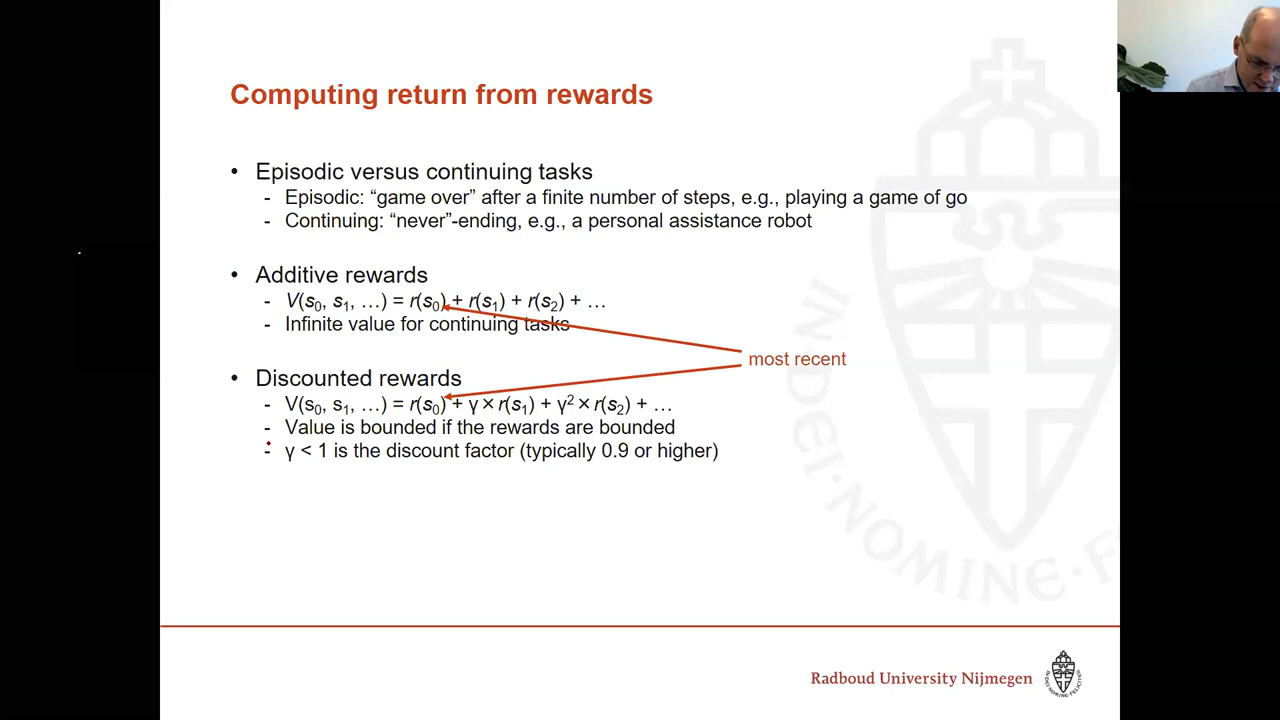 Computing return from rewards
• Episodic versus continuing tasks
- Episodic: “game over” after a finite number of steps, e.g., playing a game of go
- Continuing: “never”-ending, e.g., a personal assistance robot
• Additive rewards
- V(s₀, s₁, …) = r(s₀) + r(s₁) + r(s₂) + …
- Infinite value for continuing tasks
most recent
• Discounted rewards
- V(s₀, s₁, …) = r(s₀) + γ × r(s₁) + γ² × r(s₂) + …
- Value is bounded if the rewards are bounded
- γ < 1 is the discount factor (typically 0.9 or higher)
IN·DEI·NOMINE·F
Radboud University Nijmegen